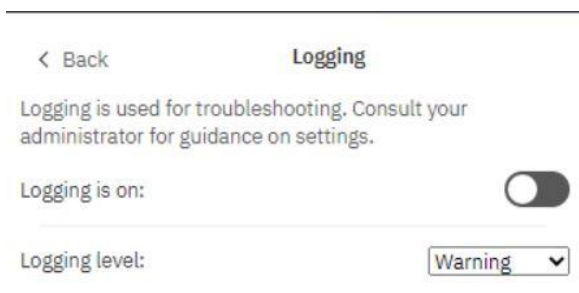 < Back
Logging
Logging is used for troubleshooting. Consult your
administrator for guidance on settings.
Logging is on:
Logging level:
Warning